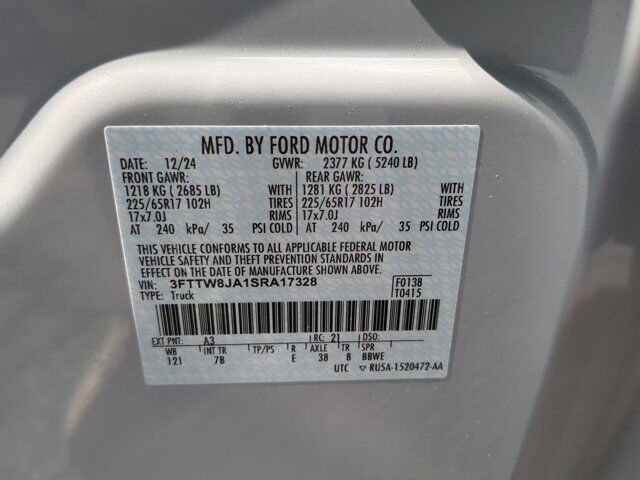 MFD. BY FORD MOTOR CO.
DATE: 12/24 GVWR: 2377 KG ( 5240 LB)
FRONT GAWR: REAR GAWR:
1218 KG ( 2685 LB) WITH 1281 KG ( 2825 LB) WITH
225/65R17 102H TIRES 225/65R17 102H TIRES
17x7.0J RIMS 17x7.0J RIMS
AT 240 kPa/ 35 PSI COLD AT 240 kPa/ 35 PSI COLD
THIS VEHICLE CONFORMS TO ALL APPLICABLE FEDERAL MOTOR
VEHICLE SAFETY AND THEFT PREVENTION STANDARDS IN
EFFECT ON THE DATE OF MANUFACTURE SHOWN ABOVE.
VIN: 3FTTW8JA1SRA17328 F0138
TYPE: Truck T0415
EXT PNT: A3 RC: 21 DSO:
WB INT TR TP/PS R AXLE TR SPR
121 7B E 38 8 BBWE
UTC ▽ RU5A-1520472-AA